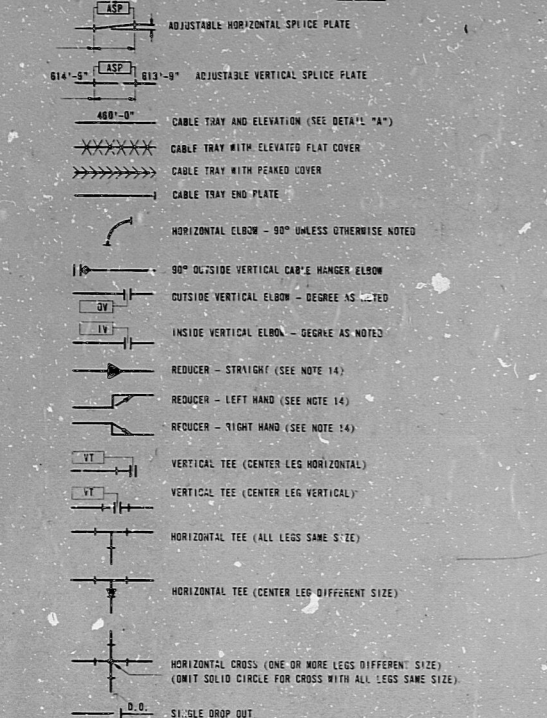 ASP
ADJUSTABLE HORIZONTAL SPLICE PLATE
ASP
614'-9" 613'-9" ADJUSTABLE VERTICAL SPLICE PLATE
460'-0"
CABLE TRAY AND ELEVATION (SEE DETAIL "A")
CABLE TRAY WITH ELEVATED FLAT COVER
CABLE TRAY WITH PEAKED COVER
CABLE TRAY END PLATE
HORIZONTAL ELBOW - 90° UNLESS OTHERWISE NOTED
90° OUTSIDE VERTICAL CABLE HANGER ELBOW
OUTSIDE VERTICAL ELBOW - DEGREE AS NOTED
OV
IV
INSIDE VERTICAL ELBOW - DEGREE AS NOTED
REDUCER - STRAIGHT (SEE NOTE 14)
REDUCER - LEFT HAND (SEE NOTE 14)
REDUCER - RIGHT HAND (SEE NOTE 14)
VT
VERTICAL TEE (CENTER LEG HORIZONTAL)
VT
VERTICAL TEE (CENTER LEG VERTICAL)
HORIZONTAL TEE (ALL LEGS SAME SIZE)
HORIZONTAL TEE (CENTER LEG DIFFERENT SIZE)
HORIZONTAL CROSS (ONE OR MORE LEGS DIFFERENT SIZE)
(OMIT SOLID CIRCLE FOR CROSS WITH ALL LEGS SAME SIZE)
D.O.
SINGLE DROP OUT